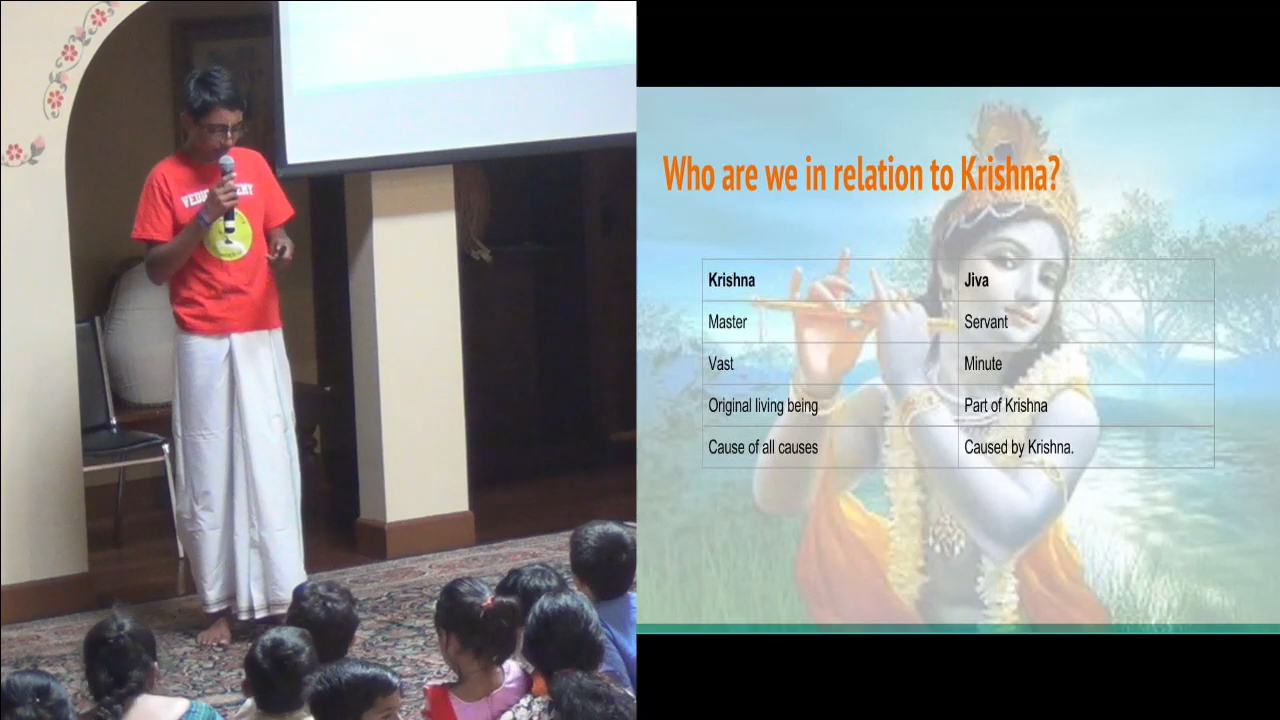 Who are we in relation to Krishna?
Krishna Jiva
Master Servant
Vast Minute
Original living being Part of Krishna
Cause of all causes Caused by Krishna.